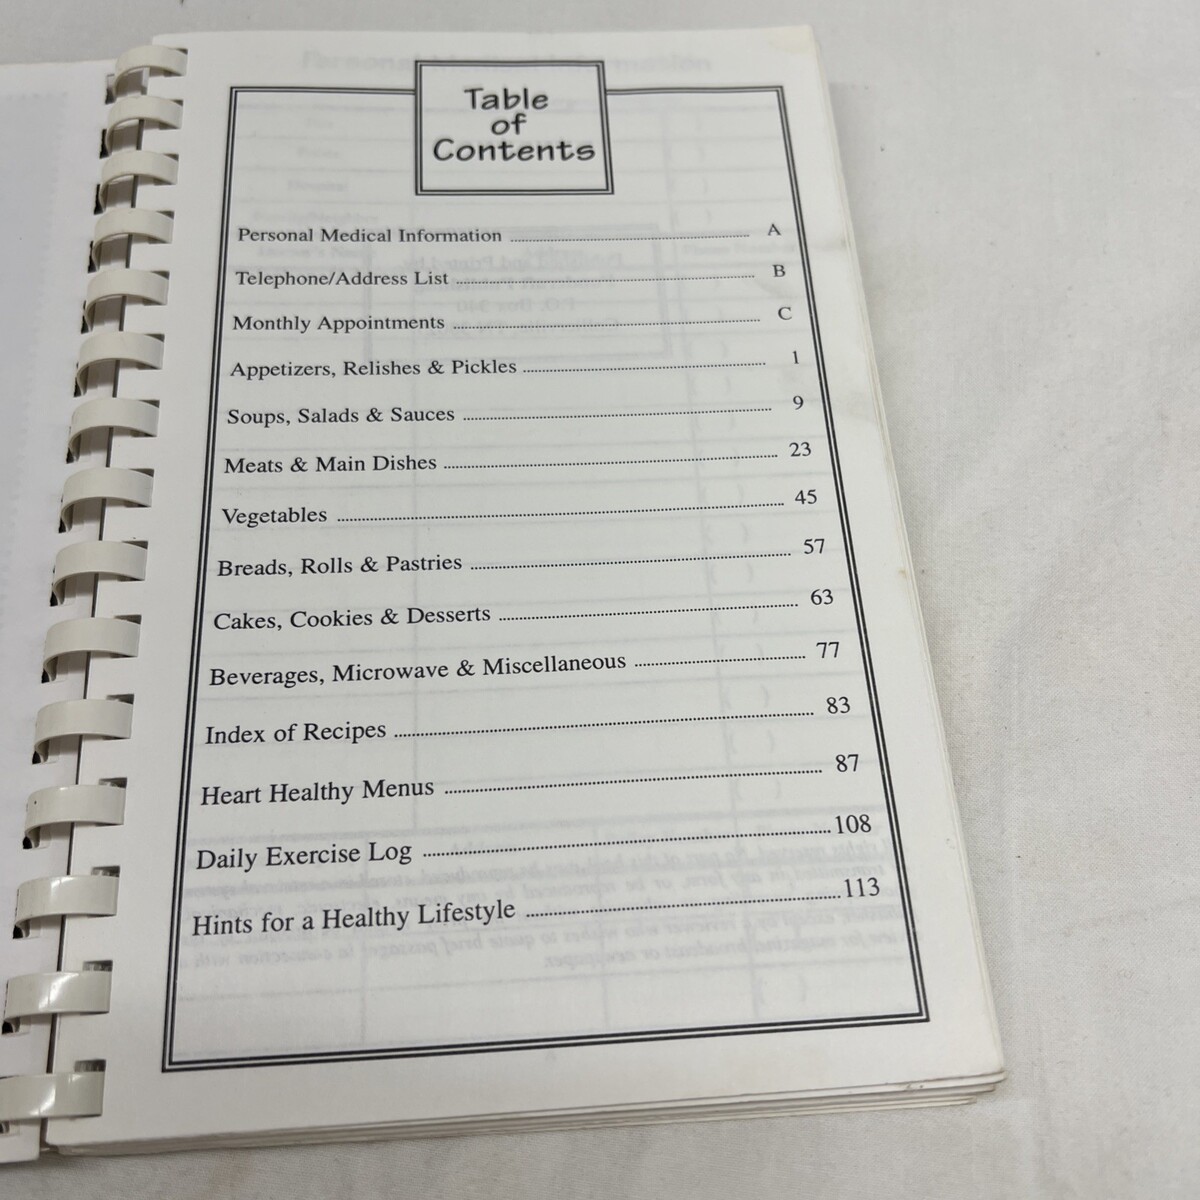 Table
of
Contents
Personal Medical Information ........ A
Telephone/Address List ........ B
Monthly Appointments ........ C
Appetizers, Relishes & Pickles ........ 1
Soups, Salads & Sauces ........ 9
Meats & Main Dishes ........ 23
Vegetables ........ 45
Breads, Rolls & Pastries ........ 57
Cakes, Cookies & Desserts ........ 63
Beverages, Microwave & Miscellaneous ........ 77
Index of Recipes ........ 83
Heart Healthy Menus ........ 87
Daily Exercise Log ........ 108
Hints for a Healthy Lifestyle ........ 113